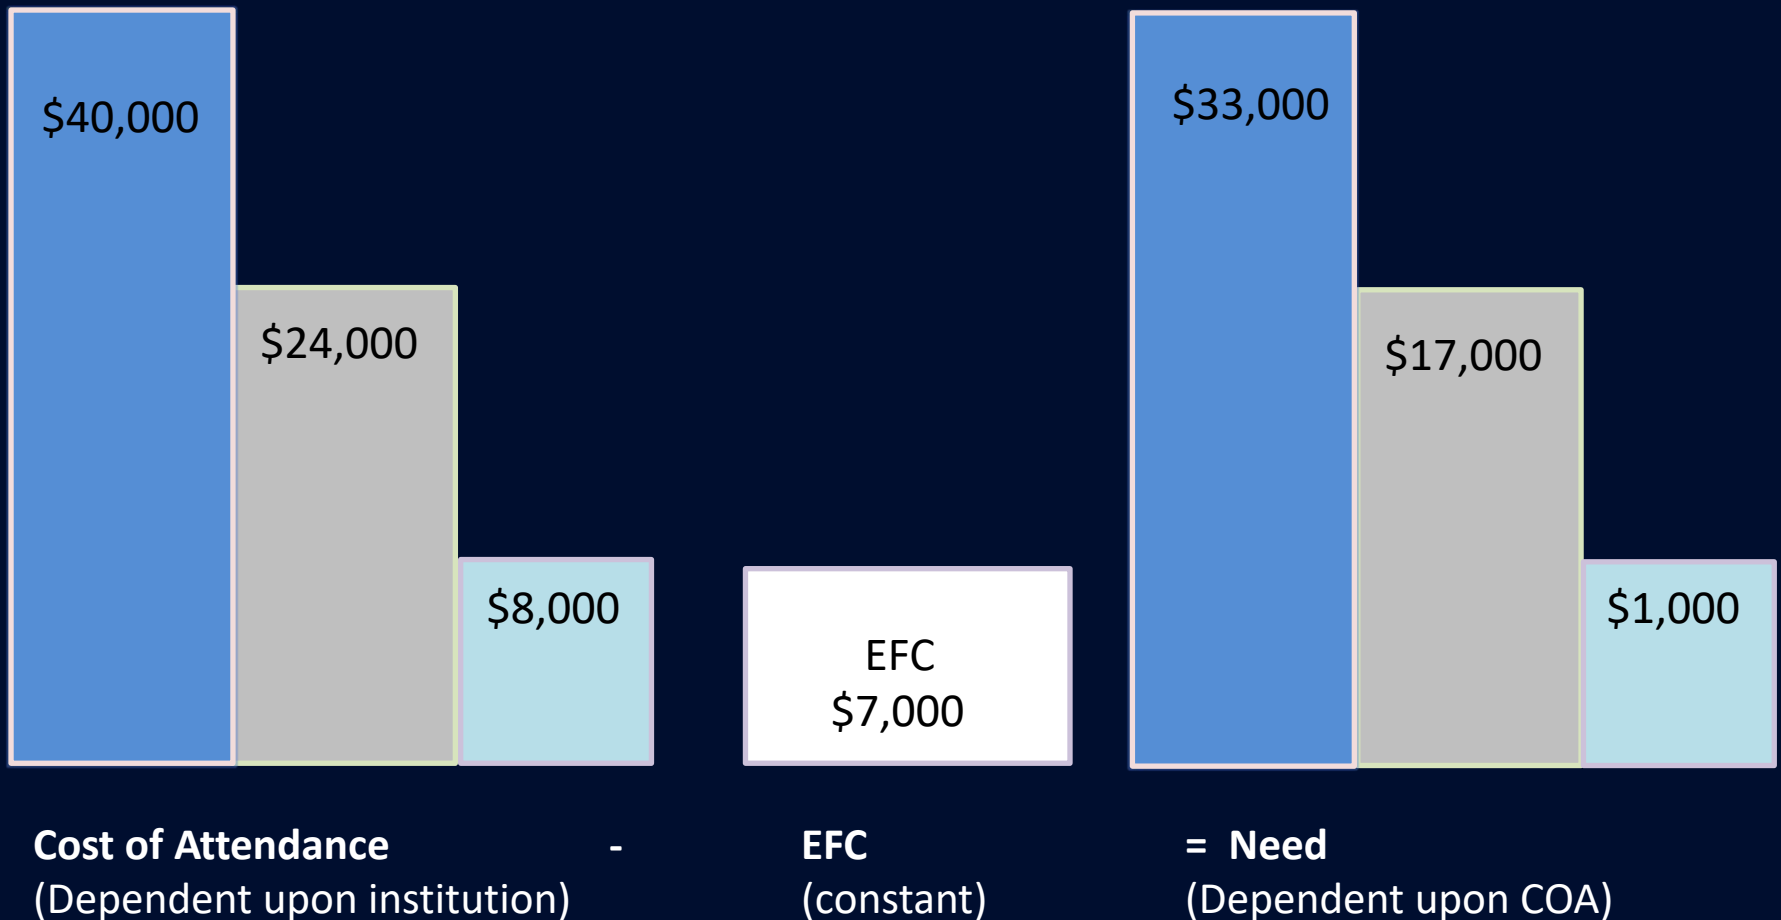 $40,000
$24,000
$8,000
EFC
$7,000
$33,000
$17,000
$1,000
Cost of Attendance - EFC = Need
(Dependent upon institution) (constant) (Dependent upon COA)